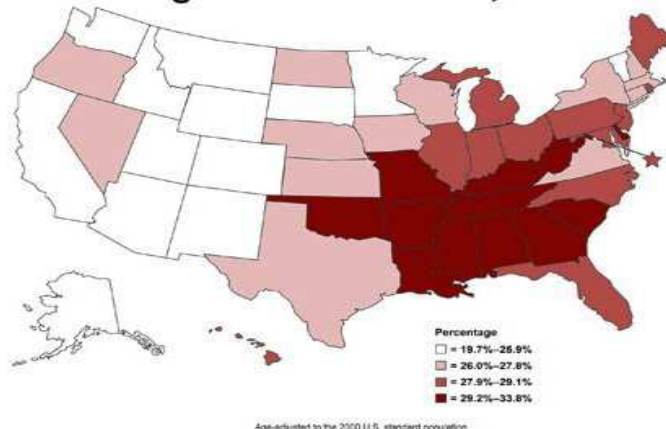 Percentage
= 19.7%–25.9%
= 26.0%–27.8%
= 27.9%–29.1%
= 29.2%–33.8%
Age-adjusted to the 2000 U.S. standard population